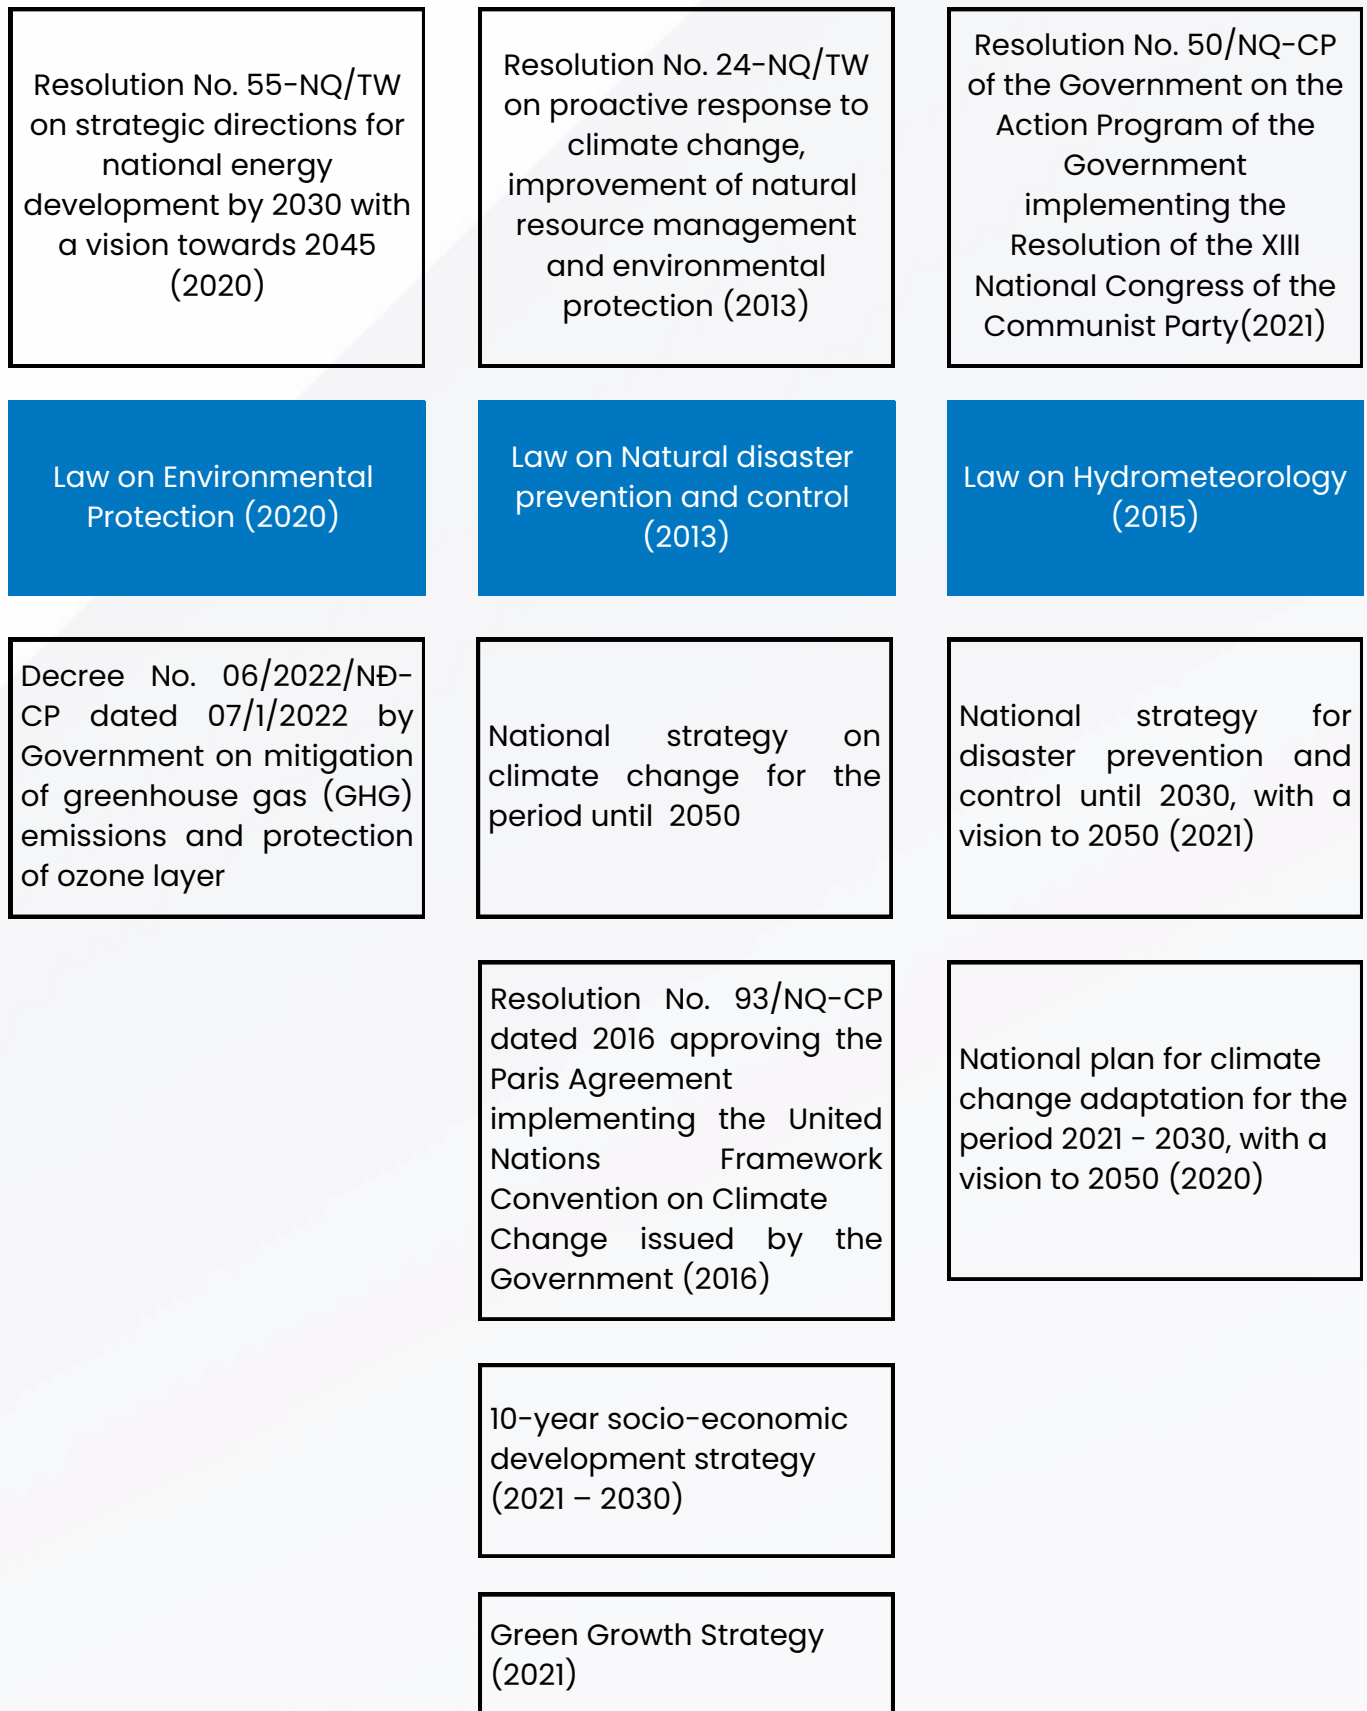 Resolution No. 55-NQ/TW
on strategic directions for
national energy
development by 2030 with
a vision towards 2045
(2020)
Resolution No. 24-NQ/TW
on proactive response to
climate change,
improvement of natural
resource management
and environmental
protection (2013)
Resolution No. 50/NQ-CP
of the Government on the
Action Program of the
Government
implementing the
Resolution of the XIII
National Congress of the
Communist Party(2021)
Law on Environmental
Protection (2020)
Law on Natural disaster
prevention and control
(2013)
Law on Hydrometeorology
(2015)
Decree No. 06/2022/NĐ-
CP dated 07/1/2022 by
Government on mitigation
of greenhouse gas (GHG)
emissions and protection
of ozone layer
National strategy on
climate change for the
period until 2050
National strategy for
disaster prevention and
control until 2030, with a
vision to 2050 (2021)
Resolution No. 93/NQ-CP
dated 2016 approving the
Paris Agreement
implementing the United
Nations Framework
Convention on Climate
Change issued by the
Government (2016)
National plan for climate
change adaptation for the
period 2021 - 2030, with a
vision to 2050 (2020)
10-year socio-economic
development strategy
(2021 – 2030)
Green Growth Strategy
(2021)